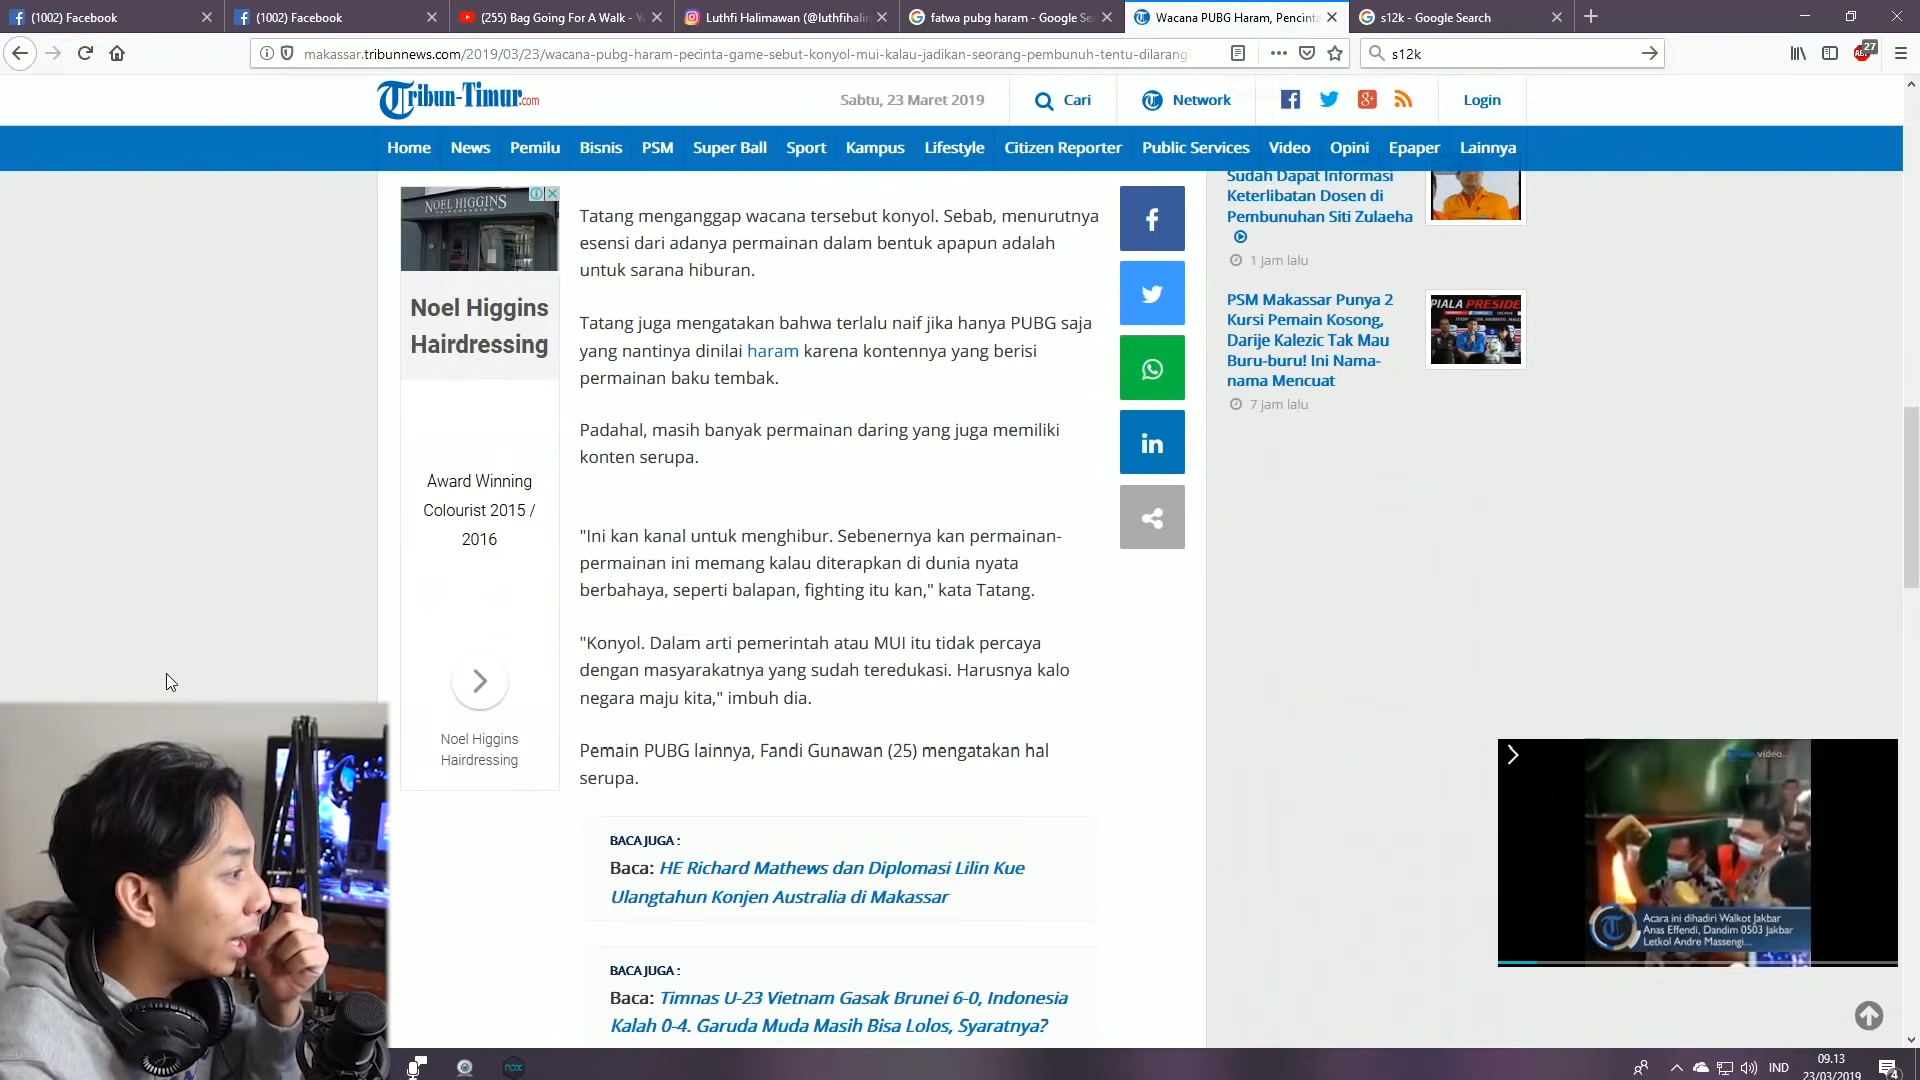 (1002) Facebook
(1002) Facebook
(255) Bag Going For A Walk - Y
Luthfi Halimawan (@luthfihalin
fatwa pubg haram - Google Se
Wacana PUBG Haram, Pencinta
s12k - Google Search
makassar.tribunnews.com/2019/03/23/wacana-pubg-haram-pecinta-game-sebut-konyol-mui-kalau-jadikan-seorang-pembunuh-tentu-dilarang
s12k
27
Tribun-Timur.com
Sabtu, 23 Maret 2019
Cari
Network
Login
Home
News
Pemilu
Bisnis
PSM
Super Ball
Sport
Kampus
Lifestyle
Citizen Reporter
Public Services
Video
Opini
Epaper
Lainnya
NOEL HIGGINS
Noel Higgins
Hairdressing
Award Winning
Colourist 2015 /
2016
Noel Higgins
Hairdressing
Tatang menganggap wacana tersebut konyol. Sebab, menurutnya
esensi dari adanya permainan dalam bentuk apapun adalah
untuk sarana hiburan.
Tatang juga mengatakan bahwa terlalu naif jika hanya PUBG saja
yang nantinya dinilai haram karena kontennya yang berisi
permainan baku tembak.
Padahal, masih banyak permainan daring yang juga memiliki
konten serupa.
"Ini kan kanal untuk menghibur. Sebenernya kan permainan-
permainan ini memang kalau diterapkan di dunia nyata
berbahaya, seperti balapan, fighting itu kan," kata Tatang.
"Konyol. Dalam arti pemerintah atau MUI itu tidak percaya
dengan masyarakatnya yang sudah teredukasi. Harusnya kalo
negara maju kita," imbuh dia.
Pemain PUBG lainnya, Fandi Gunawan (25) mengatakan hal
serupa.
BACA JUGA :
Baca: HE Richard Mathews dan Diplomasi Lilin Kue
Ulangtahun Konjen Australia di Makassar
BACA JUGA :
Baca: Timnas U-23 Vietnam Gasak Brunei 6-0, Indonesia
Kalah 0-4. Garuda Muda Masih Bisa Lolos, Syaratnya?
Sudah Dapat Informasi
Keterlibatan Dosen di
Pembunuhan Siti Zulaeha
1 jam lalu
PSM Makassar Punya 2
Kursi Pemain Kosong,
Darije Kalezic Tak Mau
Buru-buru! Ini Nama-
nama Mencuat
7 jam lalu
PIALA PRESIDE
video
Acara ini dihadiri Walkot Jakbar
Anas Effendi, Dandim 0503 Jakbar
Letkol Andre Massengi...
nox
IND
09.13
23/03/2019
4